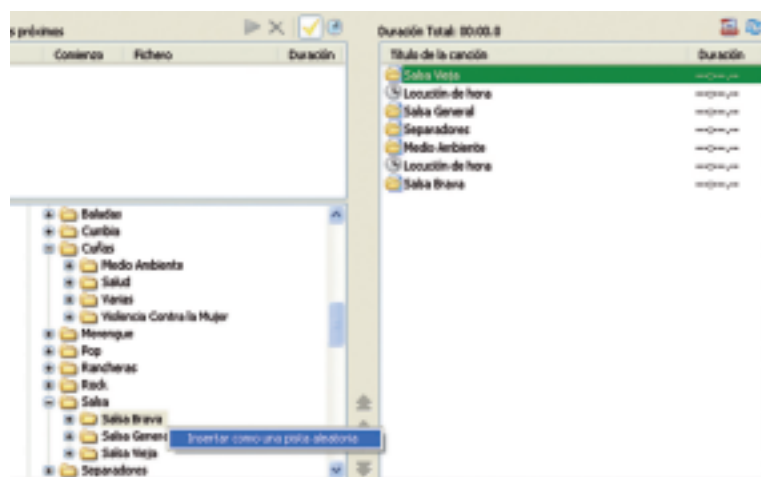 s próximos
Comienza Fichero Duración
Baladas
Cumbia
Cuñas
Medio Ambiente
Salud
Varias
Violencia Contra la Mujer
Merengue
Pop
Rancheras
Rock
Salsa
Salsa Brava
Salsa Genera
Salsa Vieja
Separadores
Insertar como una pista aleatoria
Duración Total: 00:00.0
Título de la canción Duración
Salsa Vieja --:--,--
Locución de hora
Salsa General --:--,--
Separadores --:--,--
Medio Ambiente --:--,--
Locución de hora
Salsa Brava --:--,--